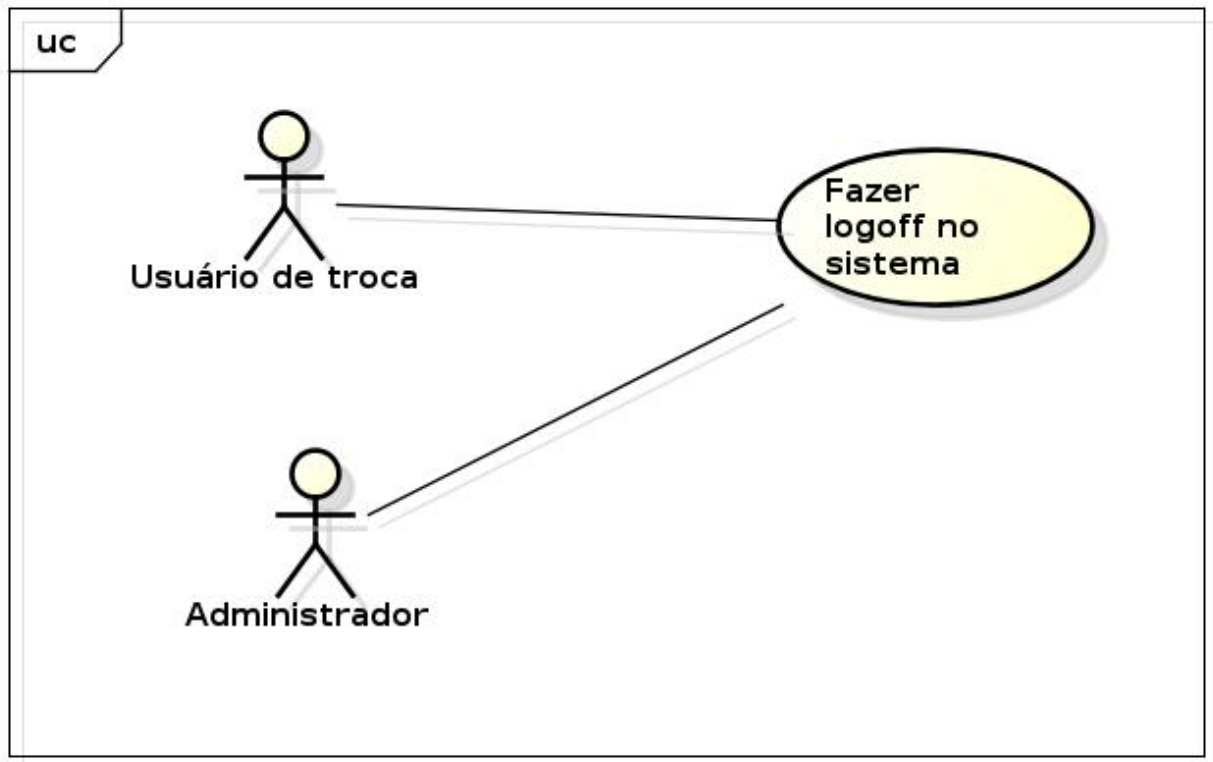 uc
Fazer
logoff no
sistema
Usuário de troca
Administrador